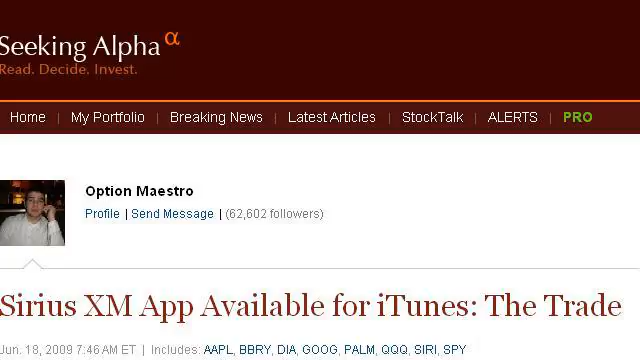 Seeking Alpha α
Read. Decide. Invest.
Home | My Portfolio | Breaking News | Latest Articles | StockTalk | ALERTS | PRO
Option Maestro
Profile | Send Message | (62,602 followers)
Sirius XM App Available for iTunes: The Trade
Jun. 18, 2009 7:46 AM ET | Includes: AAPL, BBRY, DIA, GOOG, PALM, QQQ, SIRI, SPY